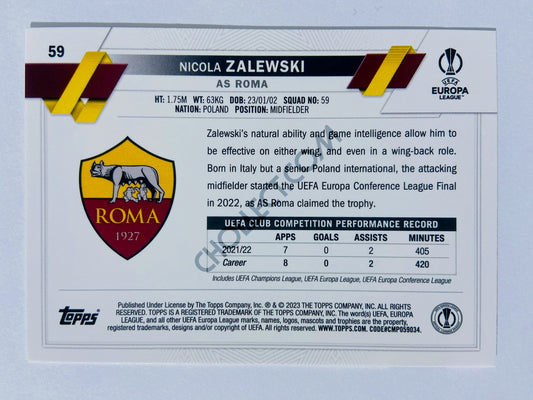 59
NICOLA ZALEWSKI
AS ROMA
HT: 1.75M WT: 63KG DOB: 23/01/02 SQUAD NO: 59
NATION: POLAND POSITION: MIDFIELDER
UEFA
EUROPA
LEAGUE™
Zalewski's natural ability and game intelligence allow him to
be effective on either wing, and even in a wing-back role.
Born in Italy but a senior Poland international, the attacking
midfielder started the UEFA Europa Conference League Final
in 2022, as AS Roma claimed the trophy.
ROMA
1927
UEFA CLUB COMPETITION PERFORMANCE RECORD
APPS GOALS ASSISTS MINUTES
2021/22 7 0 2 405
Career 8 0 2 420
Includes UEFA Champions League, UEFA Europa League, UEFA Europa Conference League
Topps
Published Under License by The Topps Company, Inc. ® & © 2023 THE TOPPS COMPANY, INC. ALL RIGHTS
RESERVED. TOPPS IS A REGISTERED TRADEMARK OF THE TOPPS COMPANY, INC. The word(s) UEFA, EUROPA
LEAGUE, and all other UEFA Europa League marks, names, logos, mascots and trophies are the property,
registered trademarks, designs and/or copyright of UEFA. All rights reserved. WWW.TOPPS.COM. CODE#CMP059034.